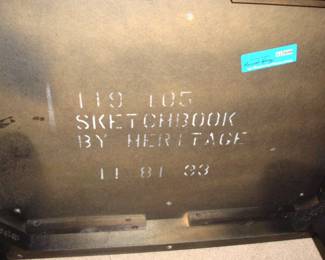 119 105
SKETCHBOOK
BY HERITAGE
11 81 33